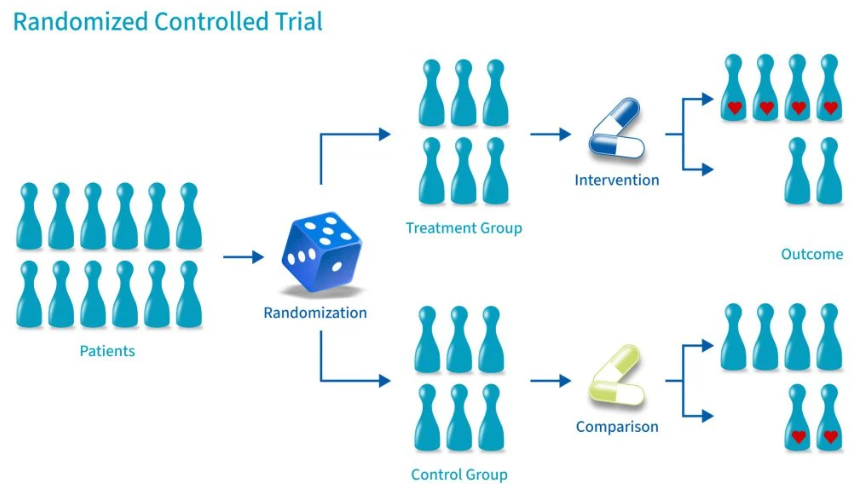 Randomized Controlled Trial
Treatment Group
Intervention
Outcome
Patients
Randomization
Control Group
Comparison